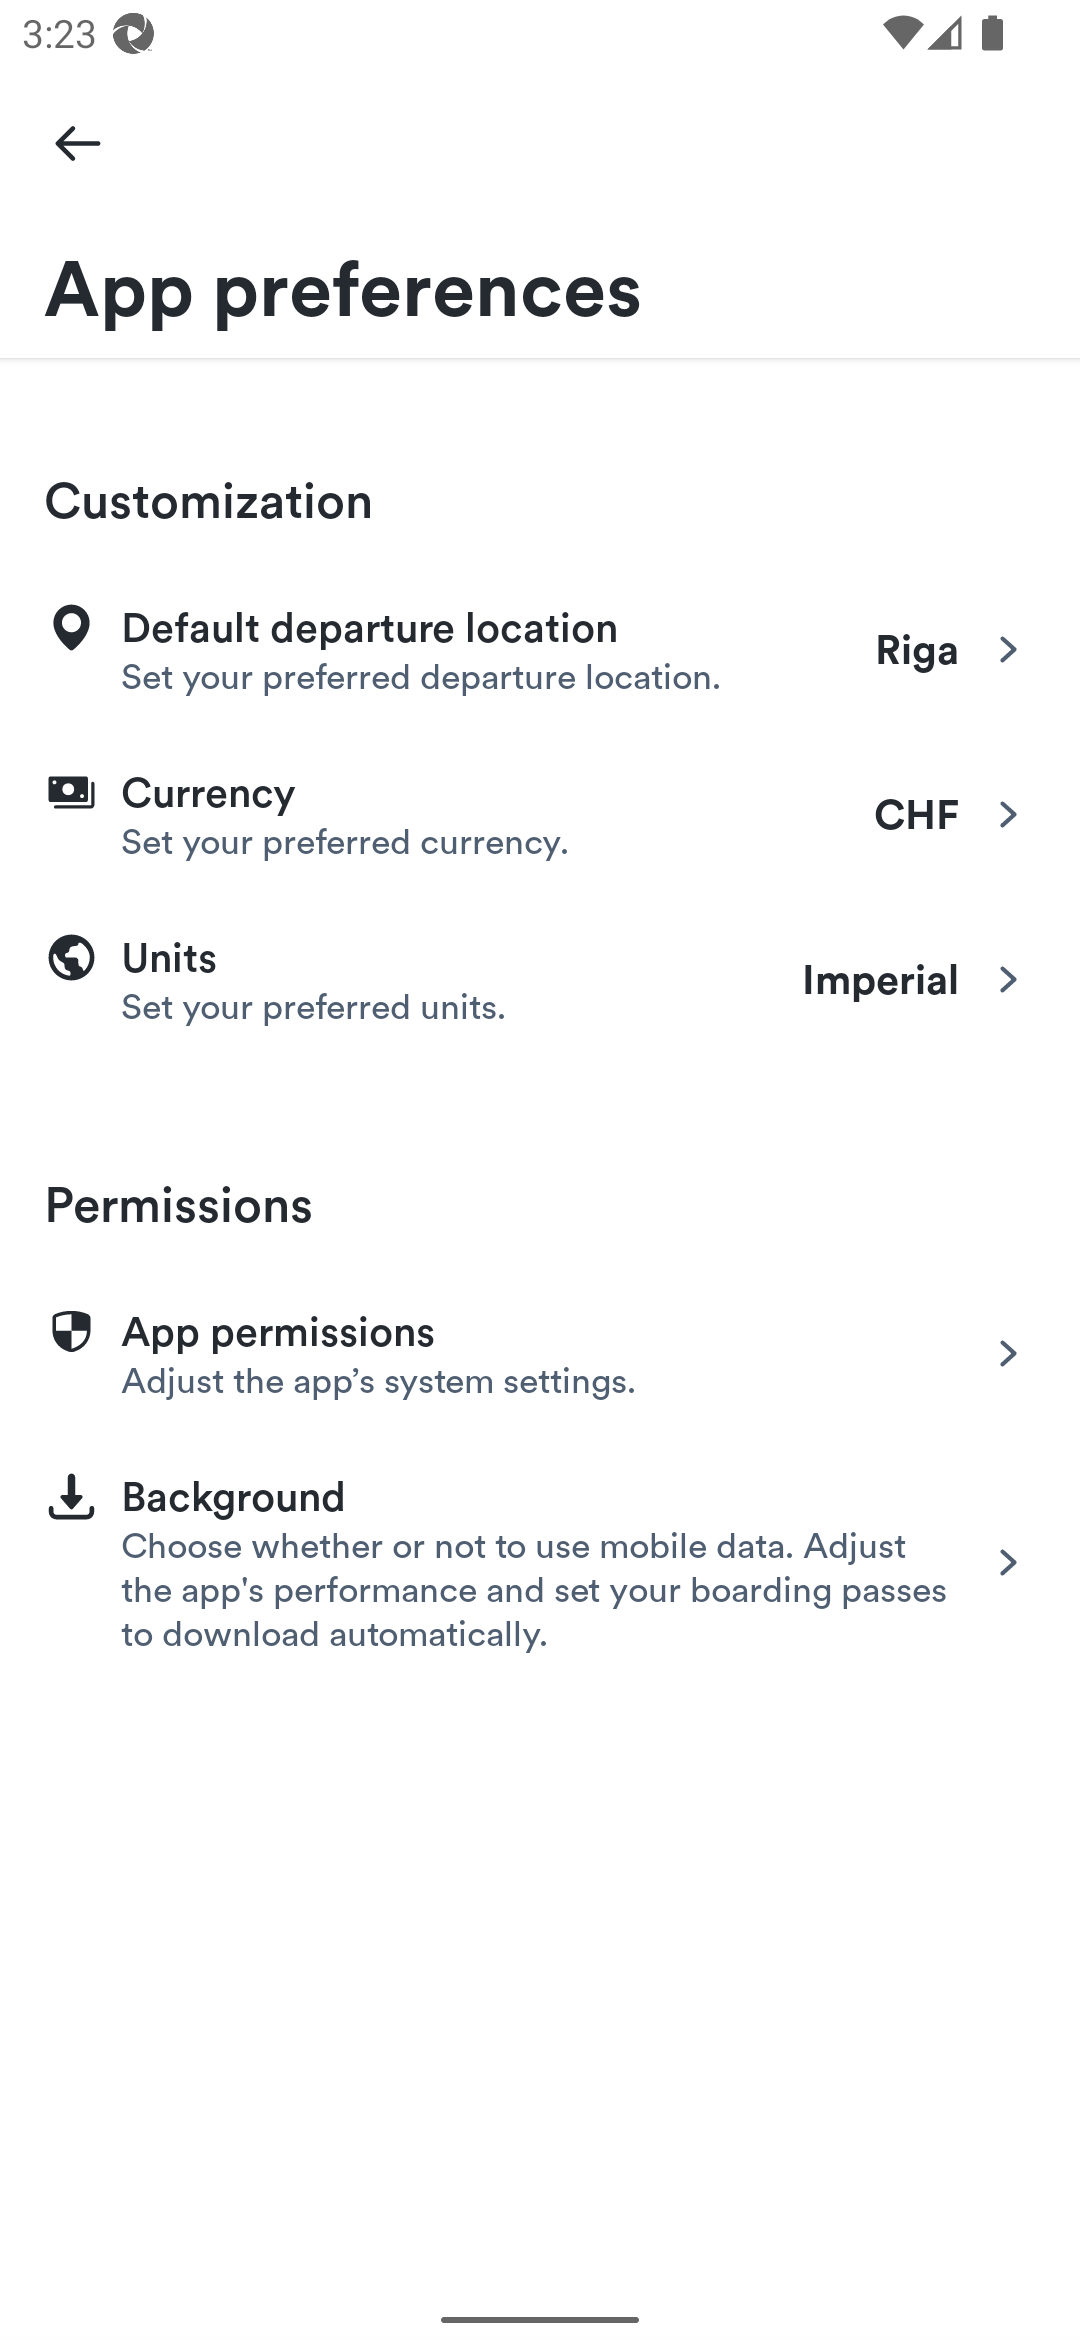 3:23
App preferences
Customization
Default departure location
Set your preferred departure location.
Riga
Currency
Set your preferred currency.
CHF
Units
Set your preferred units.
Imperial
Permissions
App permissions
Adjust the app’s system settings.
Background
Choose whether or not to use mobile data. Adjust
the app's performance and set your boarding passes
to download automatically.